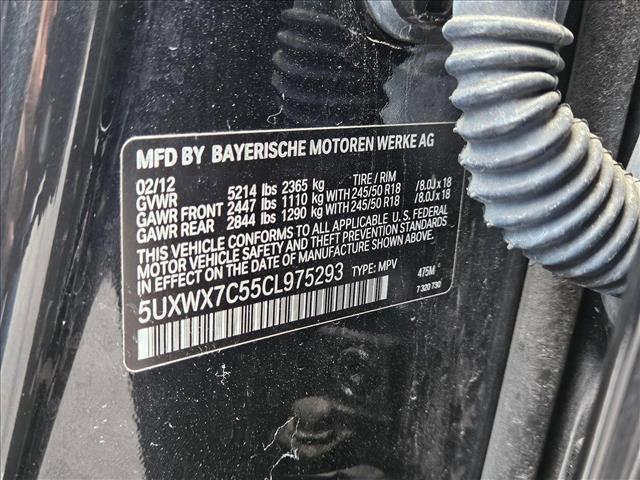 MFD BY BAYERISCHE MOTOREN WERKE AG
02/12 TIRE / RIM
GVWR 5214 lbs 2365 kg
GAWR FRONT 2447 lbs 1110 kg WITH 245/50 R18 /8.0J x 18
GAWR REAR 2844 lbs 1290 kg WITH 245/50 R18 /8.0J x 18
THIS VEHICLE CONFORMS TO ALL APPLICABLE U.S. FEDERAL
MOTOR VEHICLE SAFETY AND THEFT PREVENTION STANDARDS
IN EFFECT ON THE DATE OF MANUFACTURE SHOWN ABOVE.
5UXWX7C55CL975293 TYPE: MPV 475M
7 320 730